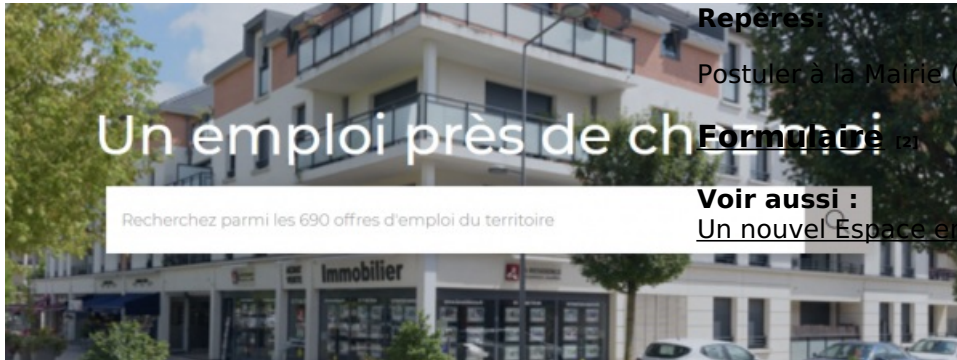 Repères:
Postuler à la Mairie (
Un emploi près de chez moi
Formulaire [2]
Voir aussi :
Recherchez parmi les 690 offres d'emploi du territoire
Un nouvel Espace em
Immobilier